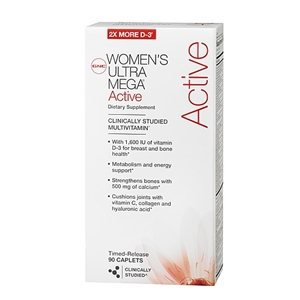 2X MORE D-3†
GNC
WOMEN'S
ULTRA
MEGA®
Active
Dietary Supplement
CLINICALLY STUDIED
MULTIVITAMIN*
• With 1,600 IU of vitamin
D-3 for breast and bone
health*
• Metabolism and energy
support*
• Strengthens bones with
500 mg of calcium*
• Cushions joints with
vitamin C, collagen and
hyaluronic acid*
Timed-Release
90 CAPLETS
CLINICALLY
STUDIED*
Active